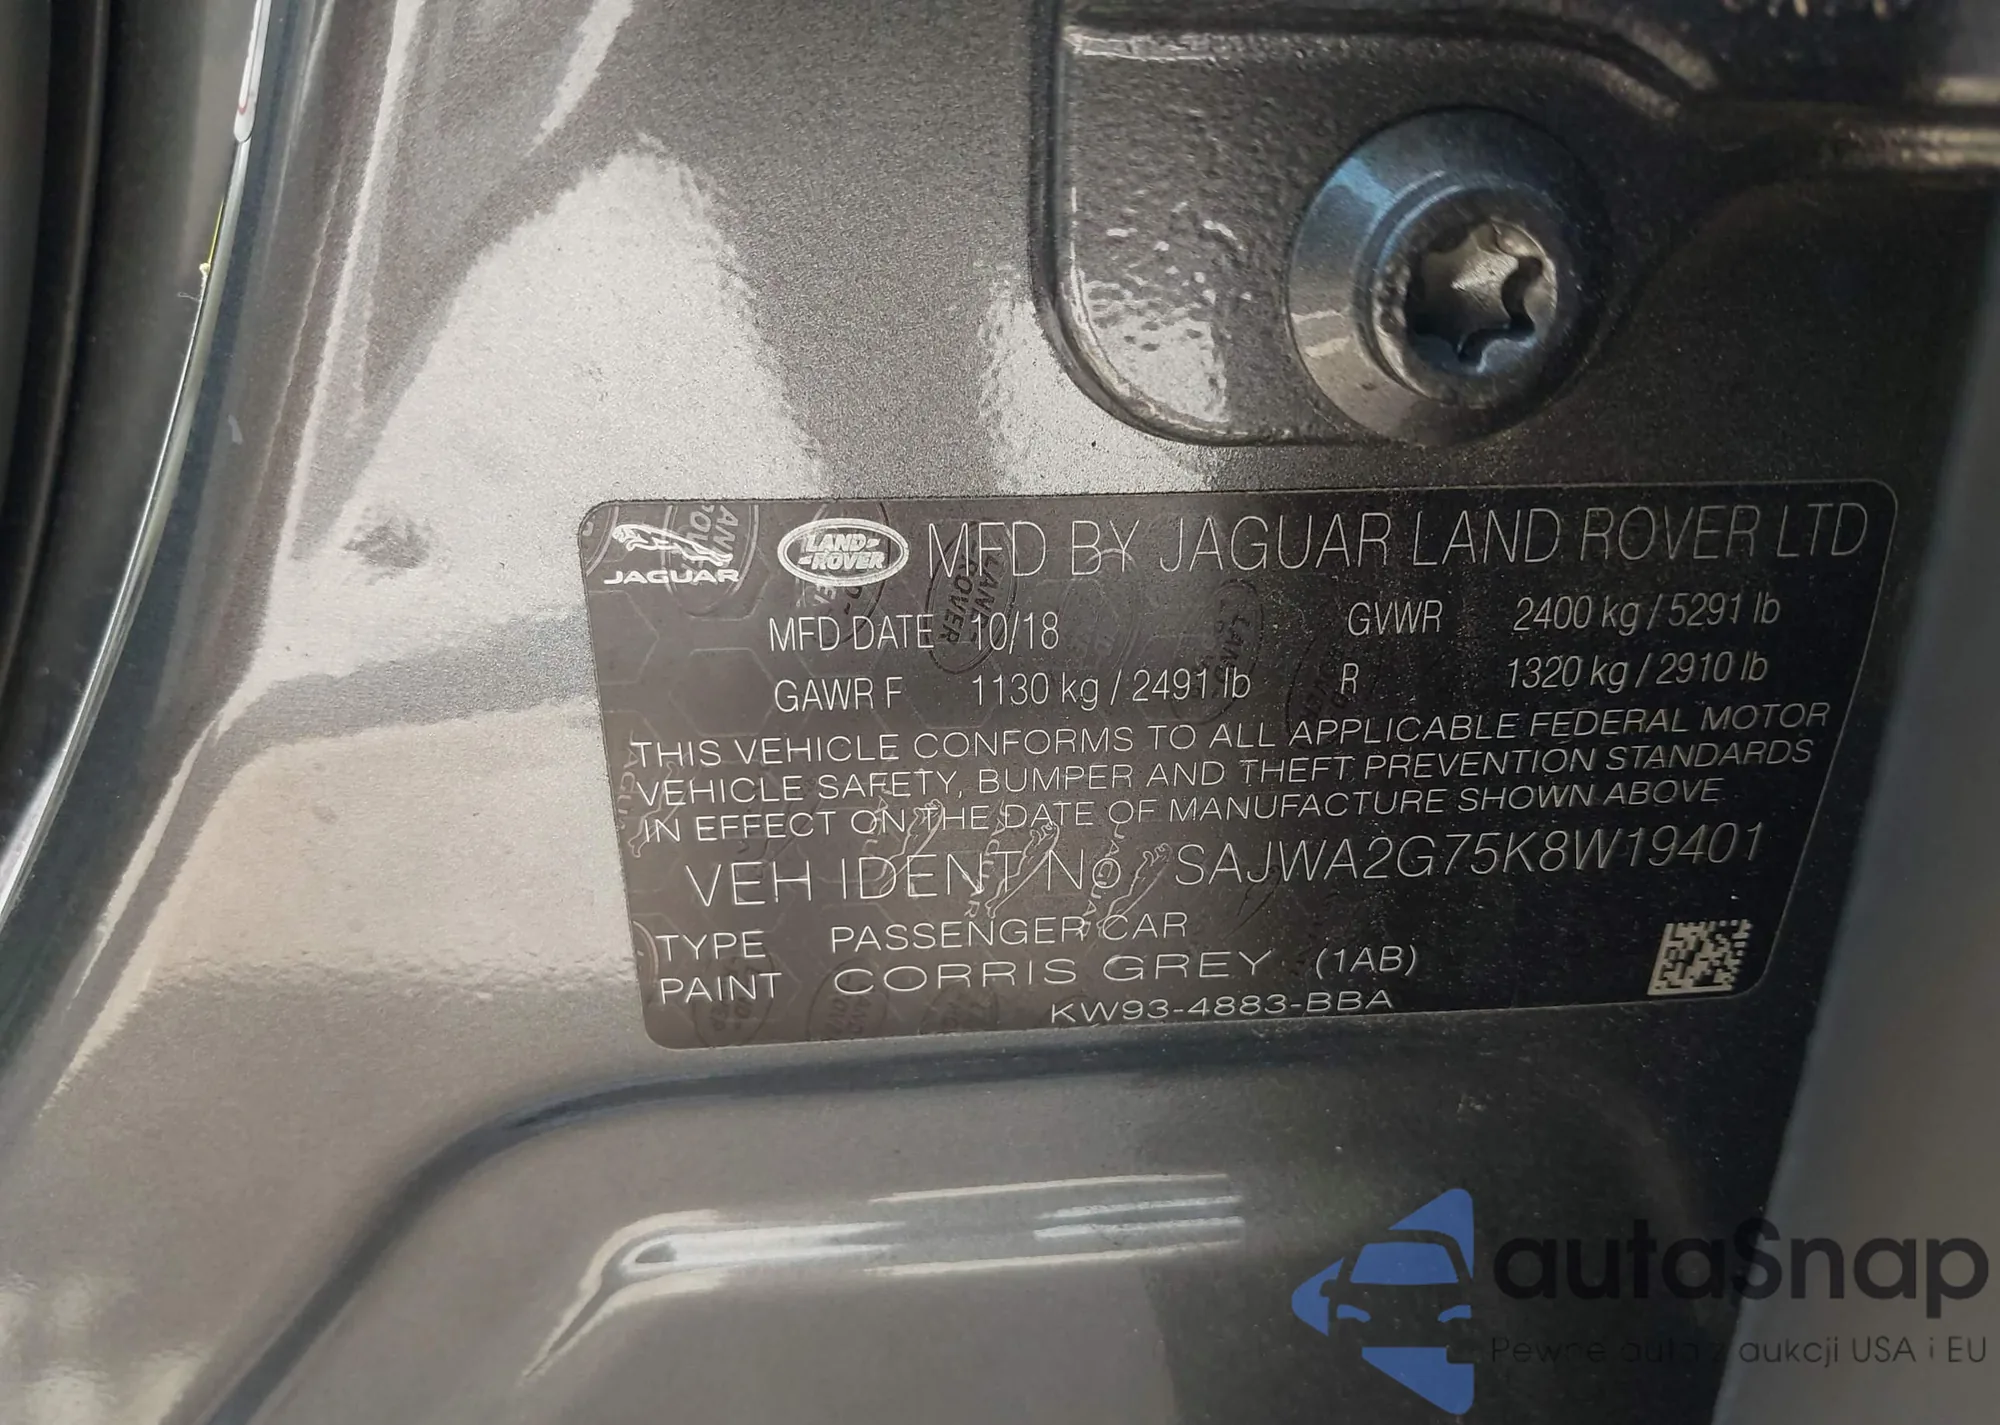 JAGUAR LAND-ROVER MFD BY JAGUAR LAND ROVER LTD
MFD DATE 10/18 GVWR 2400 kg / 5291 lb
GAWR F 1130 kg / 2491 lb R 1320 kg / 2910 lb
THIS VEHICLE CONFORMS TO ALL APPLICABLE FEDERAL MOTOR
VEHICLE SAFETY, BUMPER AND THEFT PREVENTION STANDARDS
IN EFFECT ON THE DATE OF MANUFACTURE SHOWN ABOVE
VEH IDENT No SAJWA2G75K8W19401
TYPE PASSENGER CAR
PAINT CORRIS GREY (1AB)
KW93-4883-BBA
autaSnap
Pewne auta z aukcji USA i EU